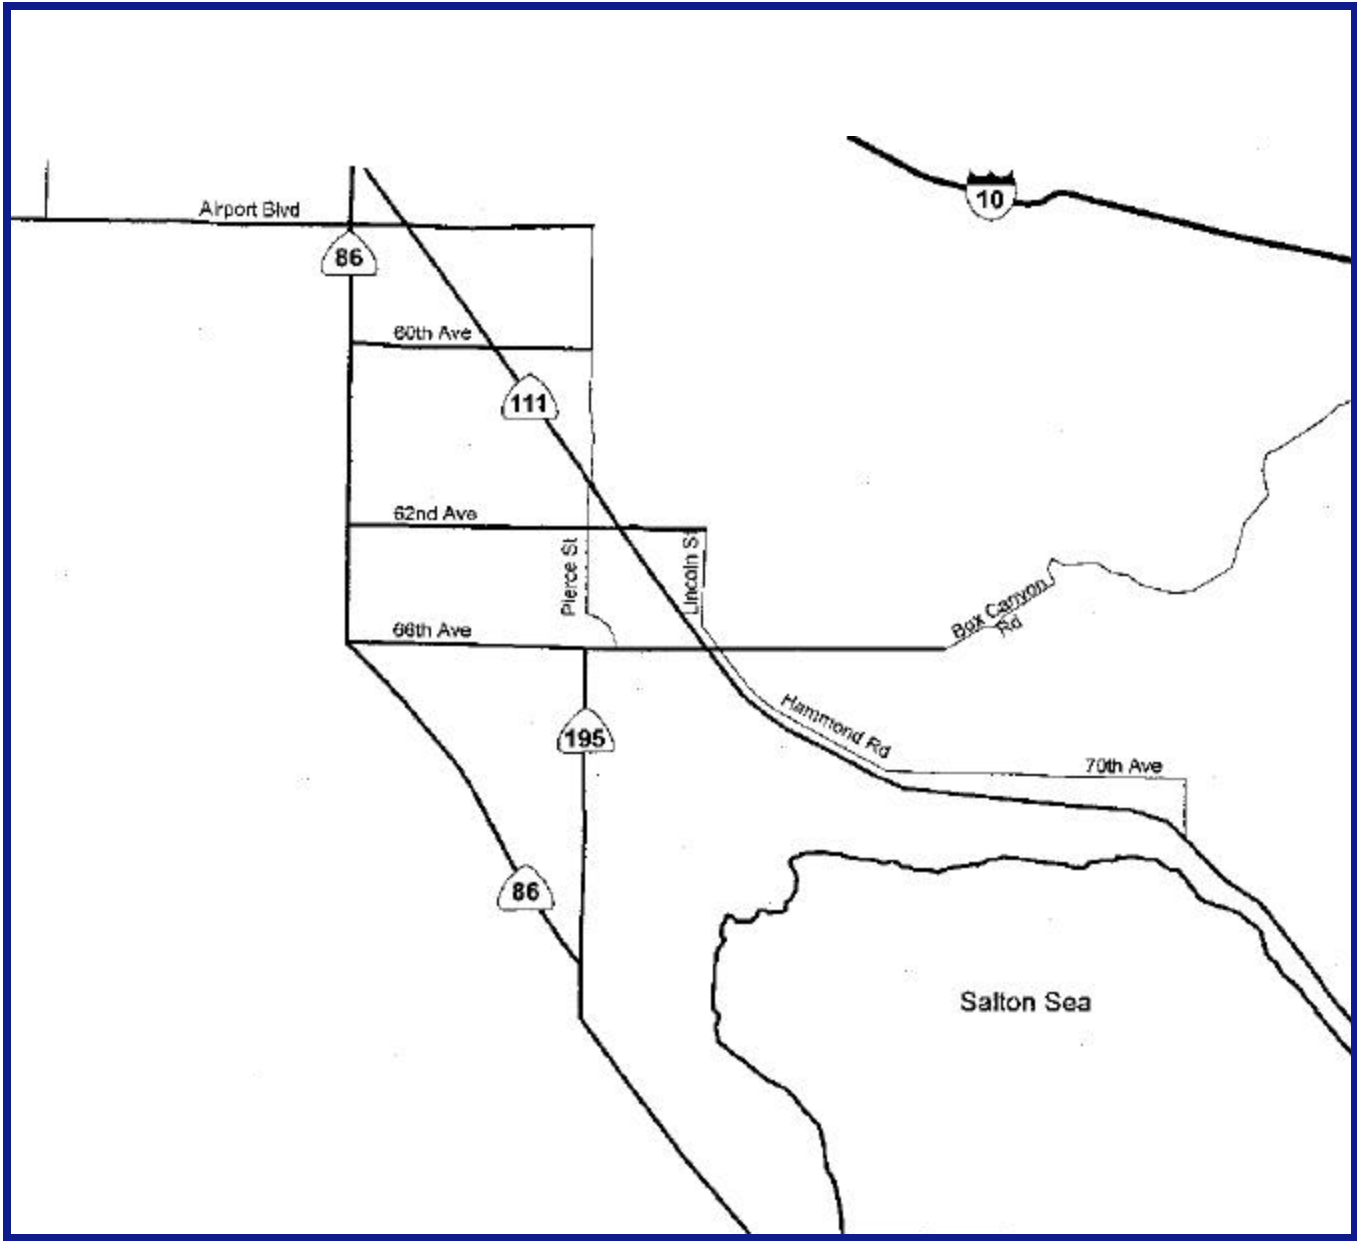 10
Airport Blvd
86
60th Ave
111
62nd Ave
Pierce St
Lincoln St
66th Ave
Box Canyon
Rd
195
Hammond Rd
70th Ave
86
Salton Sea